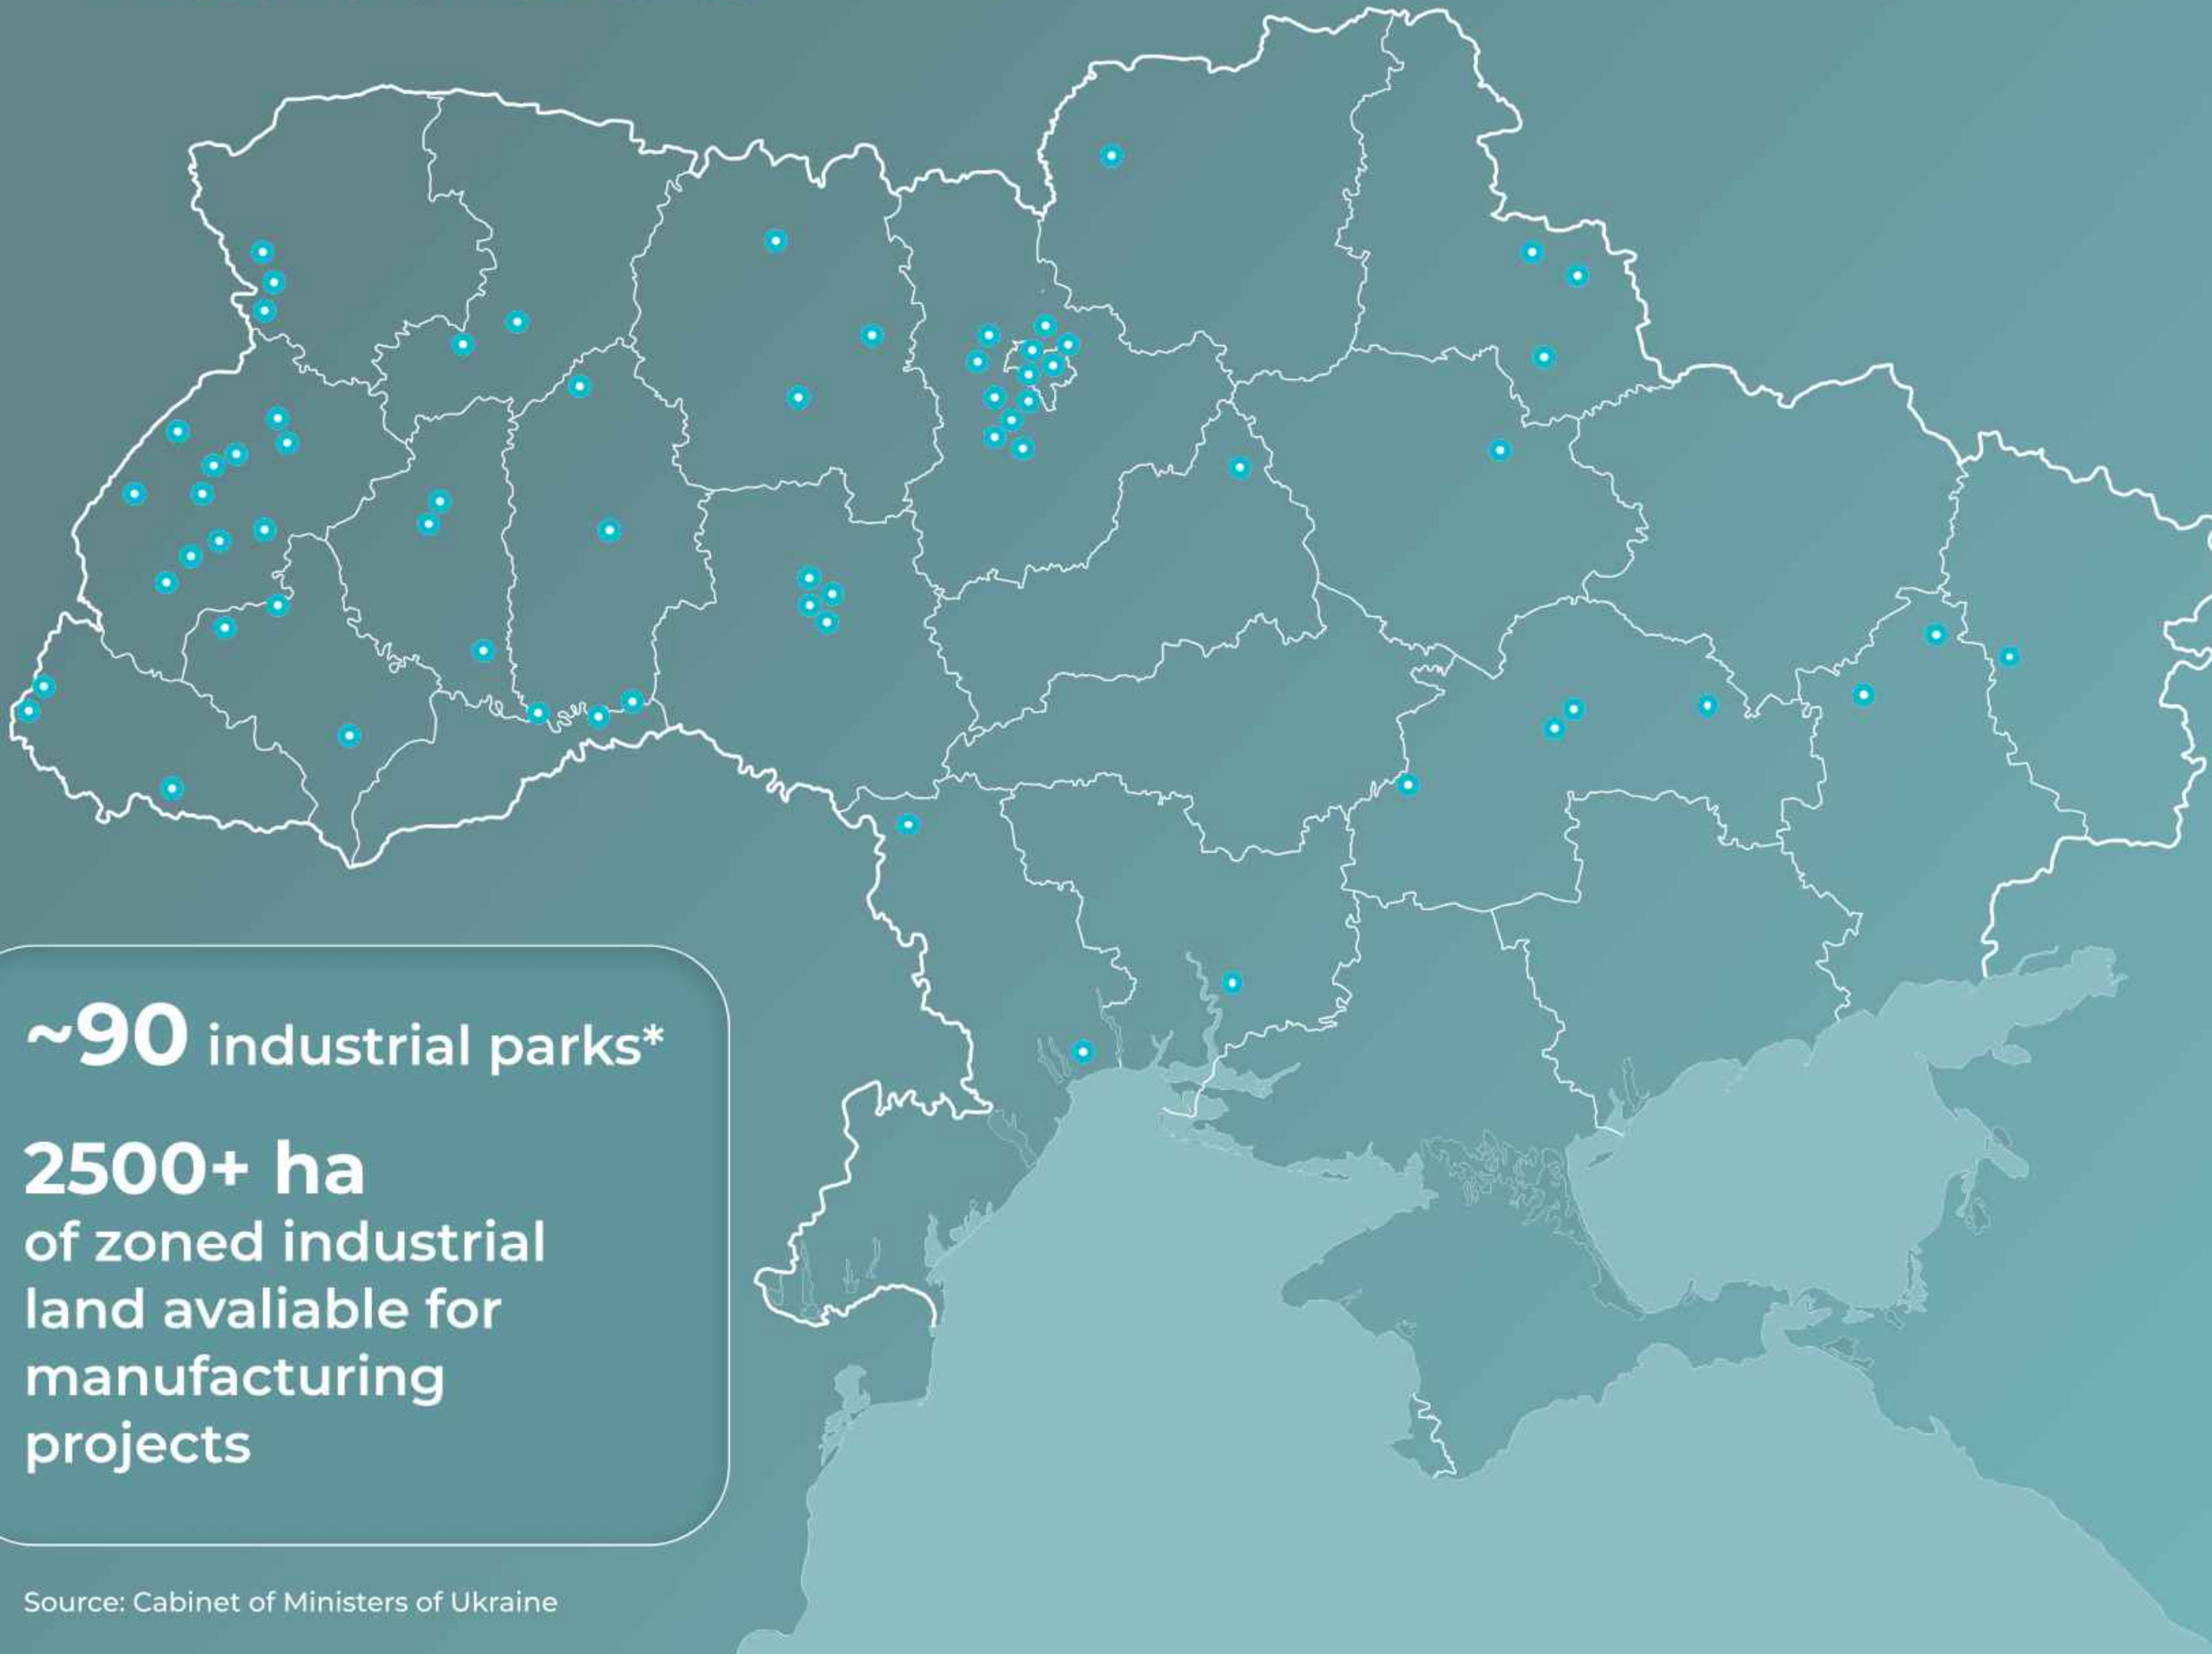 ~90 industrial parks*
2500+ ha
of zoned industrial
land avaliable for
manufacturing
projects
Source: Cabinet of Ministers of Ukraine